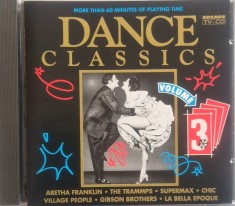 MORE THAN 60 MINUTES OF PLAYING TIME
ARCADE
TV-CD
DANCE
CLASSICS
VOLUME
3
ARETHA FRANKLIN · THE TRAMMPS · SUPERMAX · CHIC
VILLAGE PEOPLE · GIBSON BROTHERS · LA BELLA EPOQUE